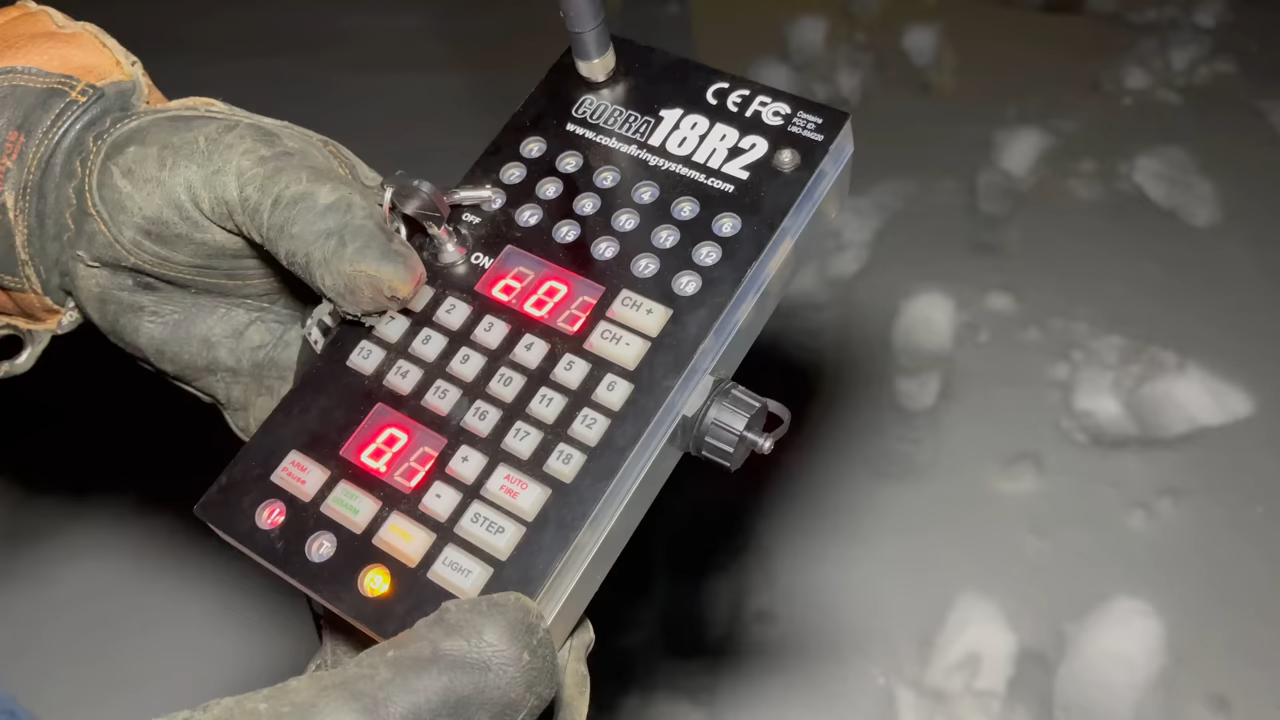 CE FC
Contains
FCC ID:
COBRA 18R2
www.cobrafiringsystems.com
1 2 3 4 5 6
7 8 9 10 11 12
14 15 16 17 18
OFF
ON
CH +
CH -
2 3 4 5 6
7 8 9 10 11 12
13 14 15 16 17 18
+
-
ARM /
Pause
AUTO
FIRE
STEP
LIGHT